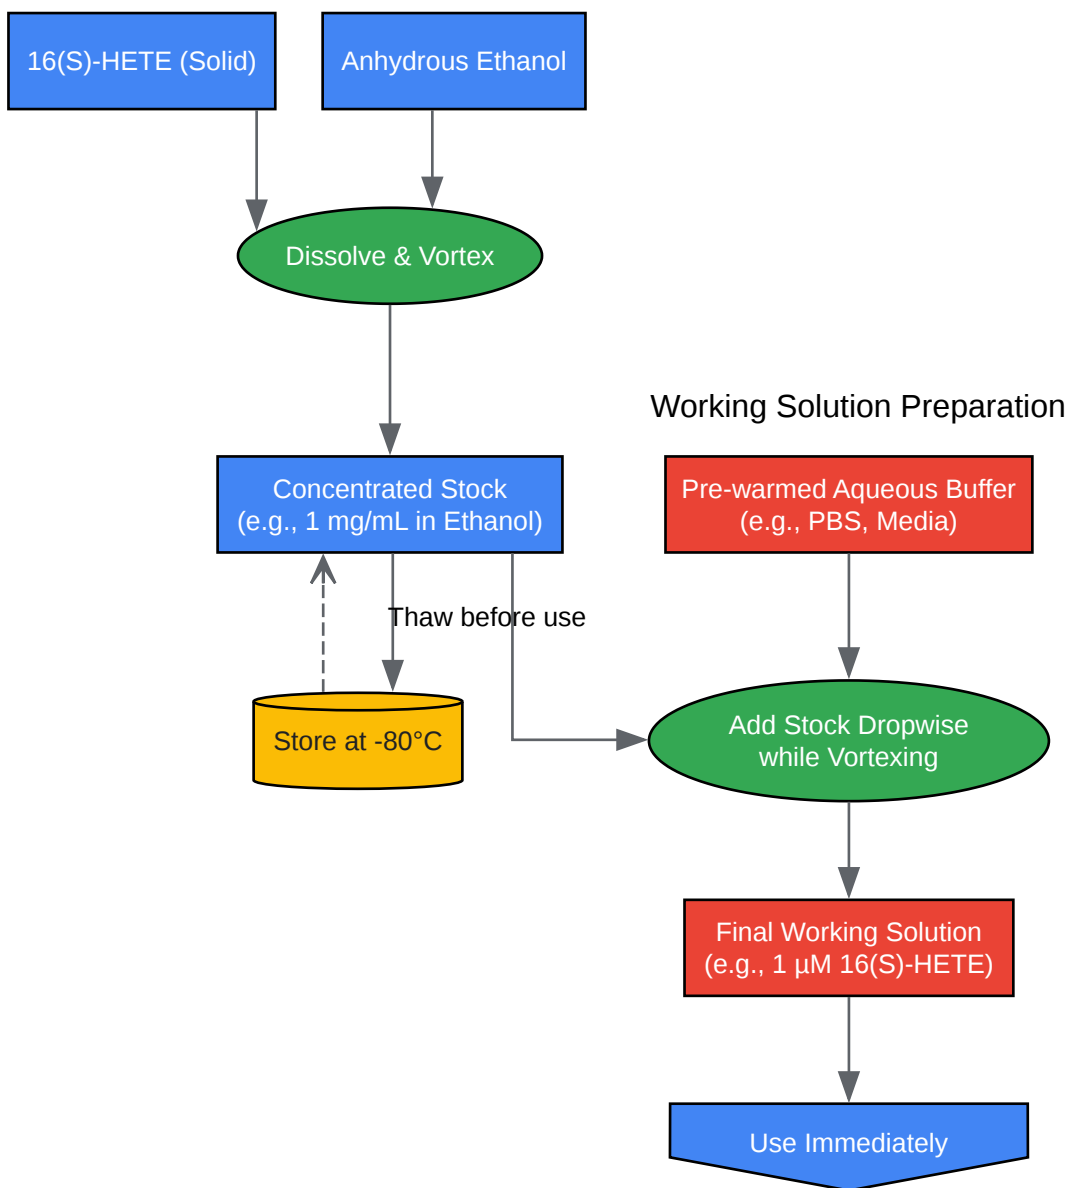 16(S)-HETE (Solid)
Anhydrous Ethanol
Dissolve & Vortex
Working Solution Preparation
Concentrated Stock
(e.g., 1 mg/mL in Ethanol)
Pre-warmed Aqueous Buffer
(e.g., PBS, Media)
Thaw before use
Store at -80°C
Add Stock Dropwise
while Vortexing
Final Working Solution
(e.g., 1 µM 16(S)-HETE)
Use Immediately